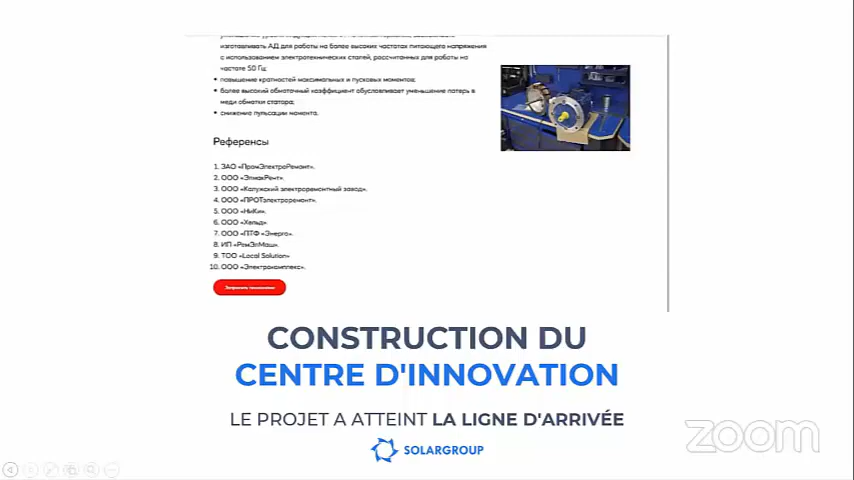 изготавливать АД для работы на более высоких частотах питающего напряжения
с использованием электротехнических сталей, рассчитанных для работы на
частоте 50 Гц;
• повышение кратностей максимальных и пусковых моментов;
• более высокий обмоточный коэффициент обуславливает уменьшение потерь в
меди обмотки статора;
• снижение пульсации момента.
Референсы
1. ЗАО «ПромЭлектроРемонт».
2. ООО «ЭпикРент».
3. ООО «Калужский электроремонтный завод».
4. ООО «ПРОТэлектроремонт».
5. ООО «НиКи».
6. ООО «Хельд».
7. ООО «ПТФ «Энерго».
8. ИП «РемЭлМаш».
9. ТОО «Local Solution»
10. ООО «Электрокомплекс».
CONSTRUCTION DU
CENTRE D'INNOVATION
LE PROJET A ATTEINT LA LIGNE D'ARRIVÉE
SOLARGROUP
zoom